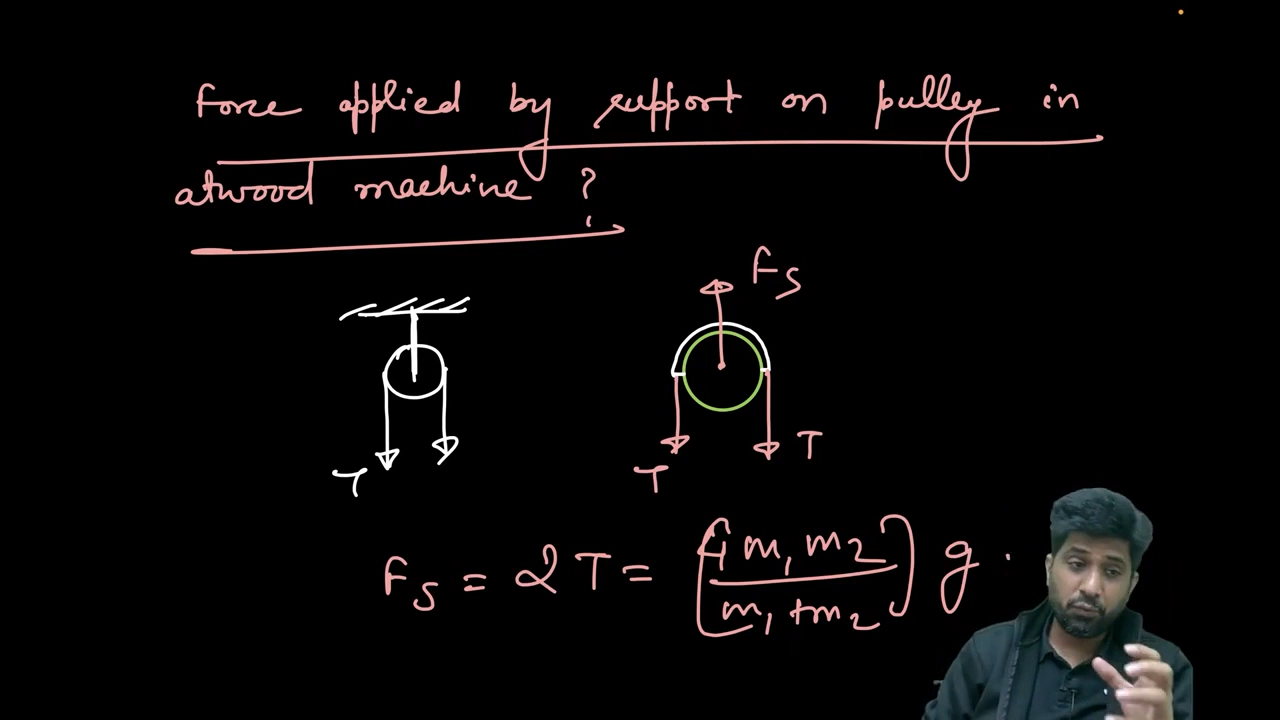 Force applied by support on pulley in
atwood machine ?
Fs
T
T
T
Fs = 2T = (4m₁m₂ / m₁+m₂) g .